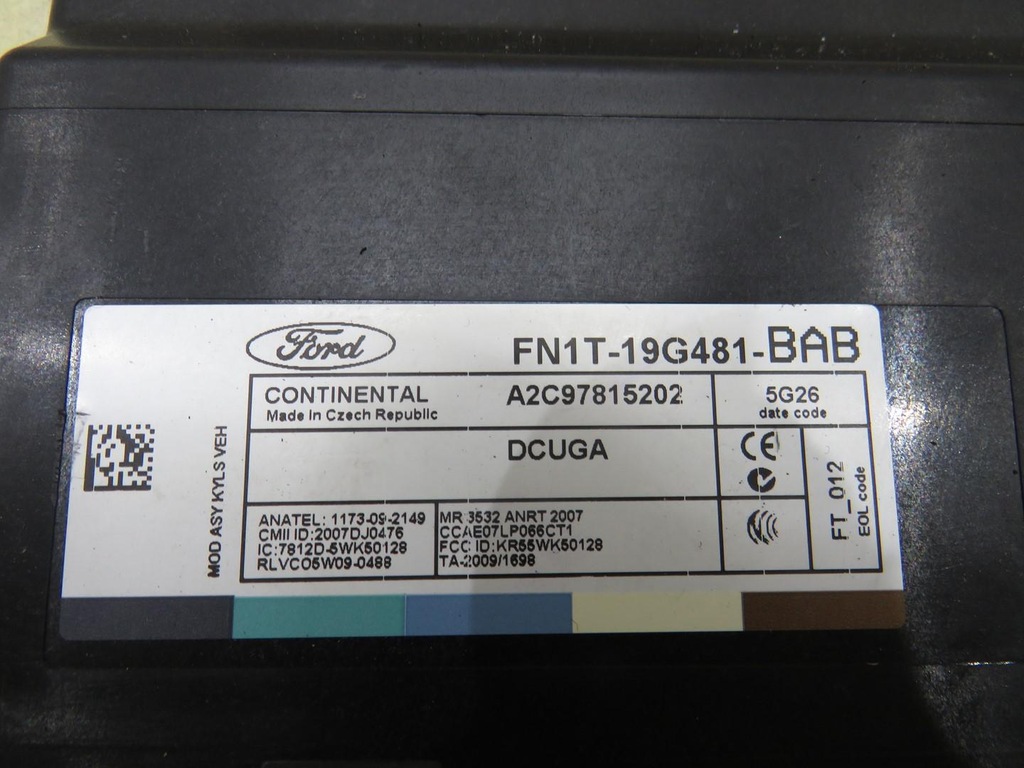 Ford
FN1T-19G481-BAB
CONTINENTAL A2C97815202 5G26
Made in Czech Republic date code
DCUGA
CE
MOD ASY KYLS VEH
FT_012
EOL code
ANATEL: 1173-09-2149
CMII ID:2007DJ0476
IC:7812D-5WK50128
RLVCO5W09-0488
MR 3532 ANRT 2007
CCAE07LP066CT1
FCC ID:KR55WK50128
TA-2009/1698